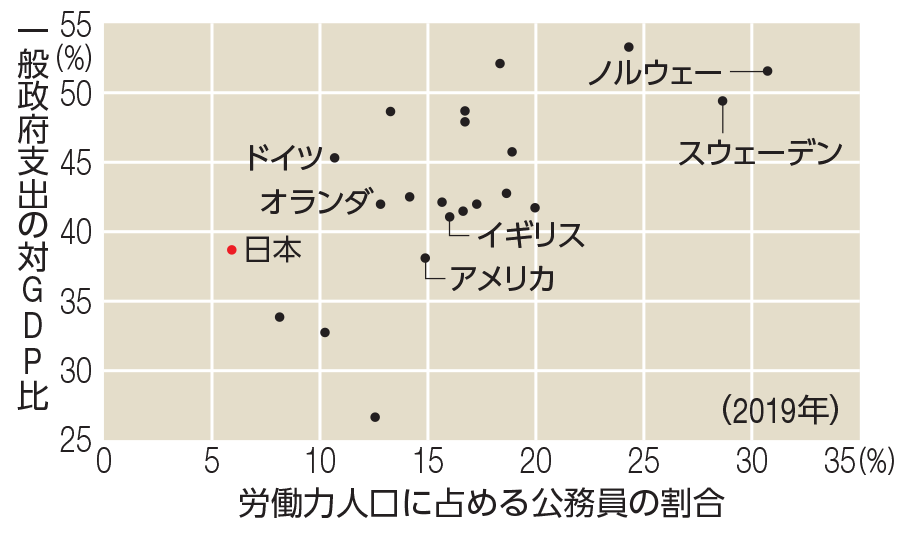 一般政府支出の対GDP比
55
(%)
50
45
40
35
30
25
ノルウェー
スウェーデン
ドイツ
オランダ
イギリス
日本
アメリカ
(2019年)
0 5 10 15 20 25 30 35(%)
労働力人口に占める公務員の割合